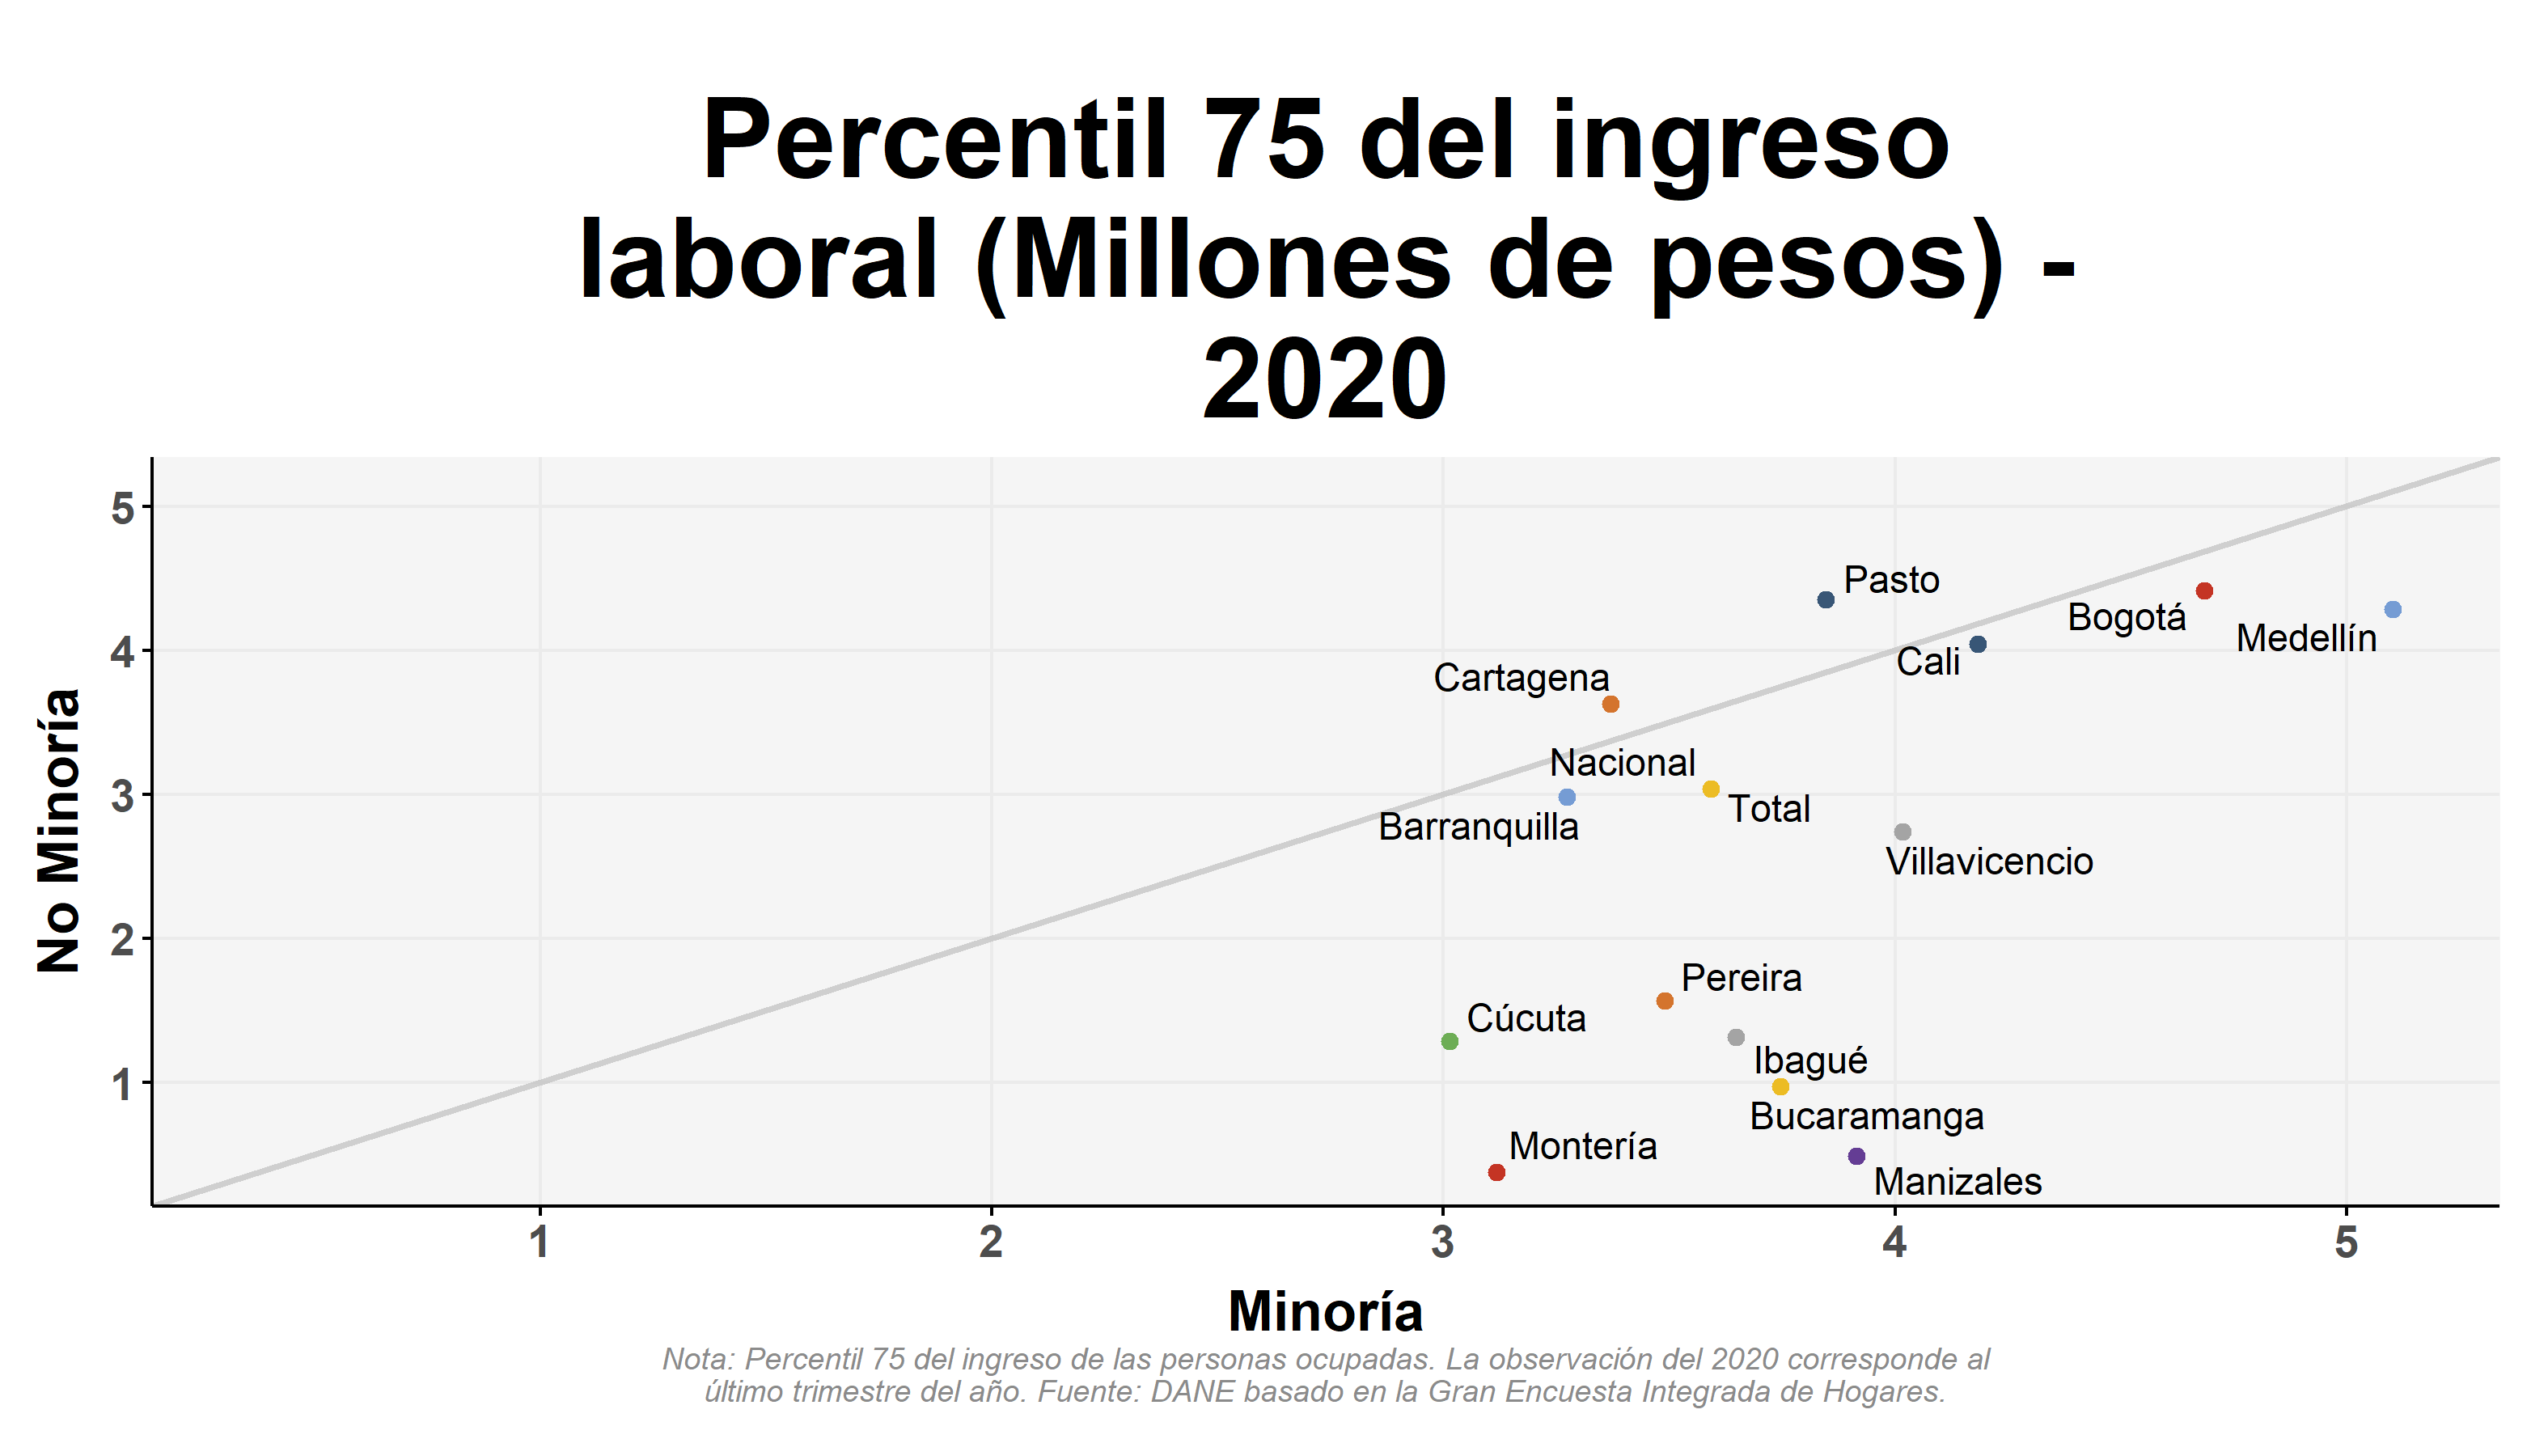 Percentil 75 del ingreso
laboral (Millones de pesos) -
2020
No Minoría
5
4
3
2
1
Pasto
Bogotá
Medellín
Cali
Cartagena
Nacional
Total
Barranquilla
Villavicencio
Pereira
Cúcuta
Ibagué
Bucaramanga
Montería
Manizales
1
2
3
4
5
Minoría
Nota: Percentil 75 del ingreso de las personas ocupadas. La observación del 2020 corresponde al
último trimestre del año. Fuente: DANE basado en la Gran Encuesta Integrada de Hogares.